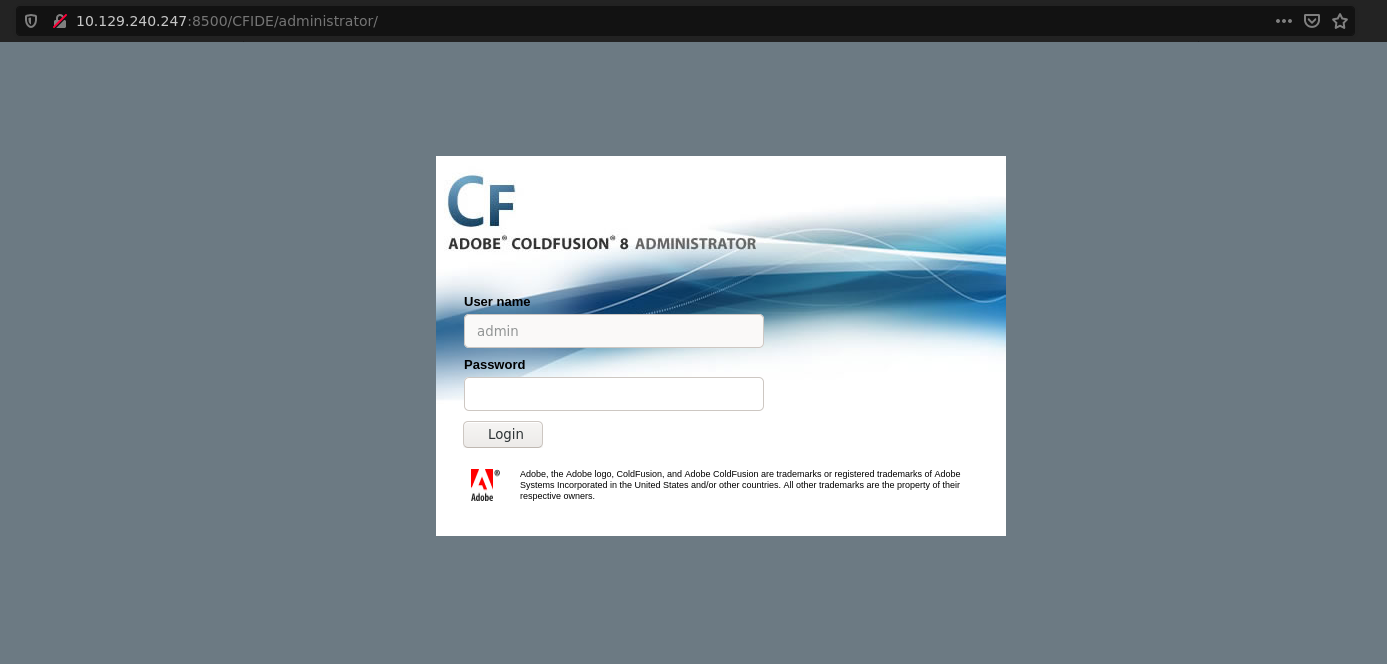 10.129.240.247:8500/CFIDE/administrator/
CF
ADOBE® COLDFUSION® 8 ADMINISTRATOR
User name
admin
Password
Login
Adobe, the Adobe logo, ColdFusion, and Adobe ColdFusion are trademarks or registered trademarks of Adobe
Systems Incorporated in the United States and/or other countries. All other trademarks are the property of their
respective owners.
®
Adobe